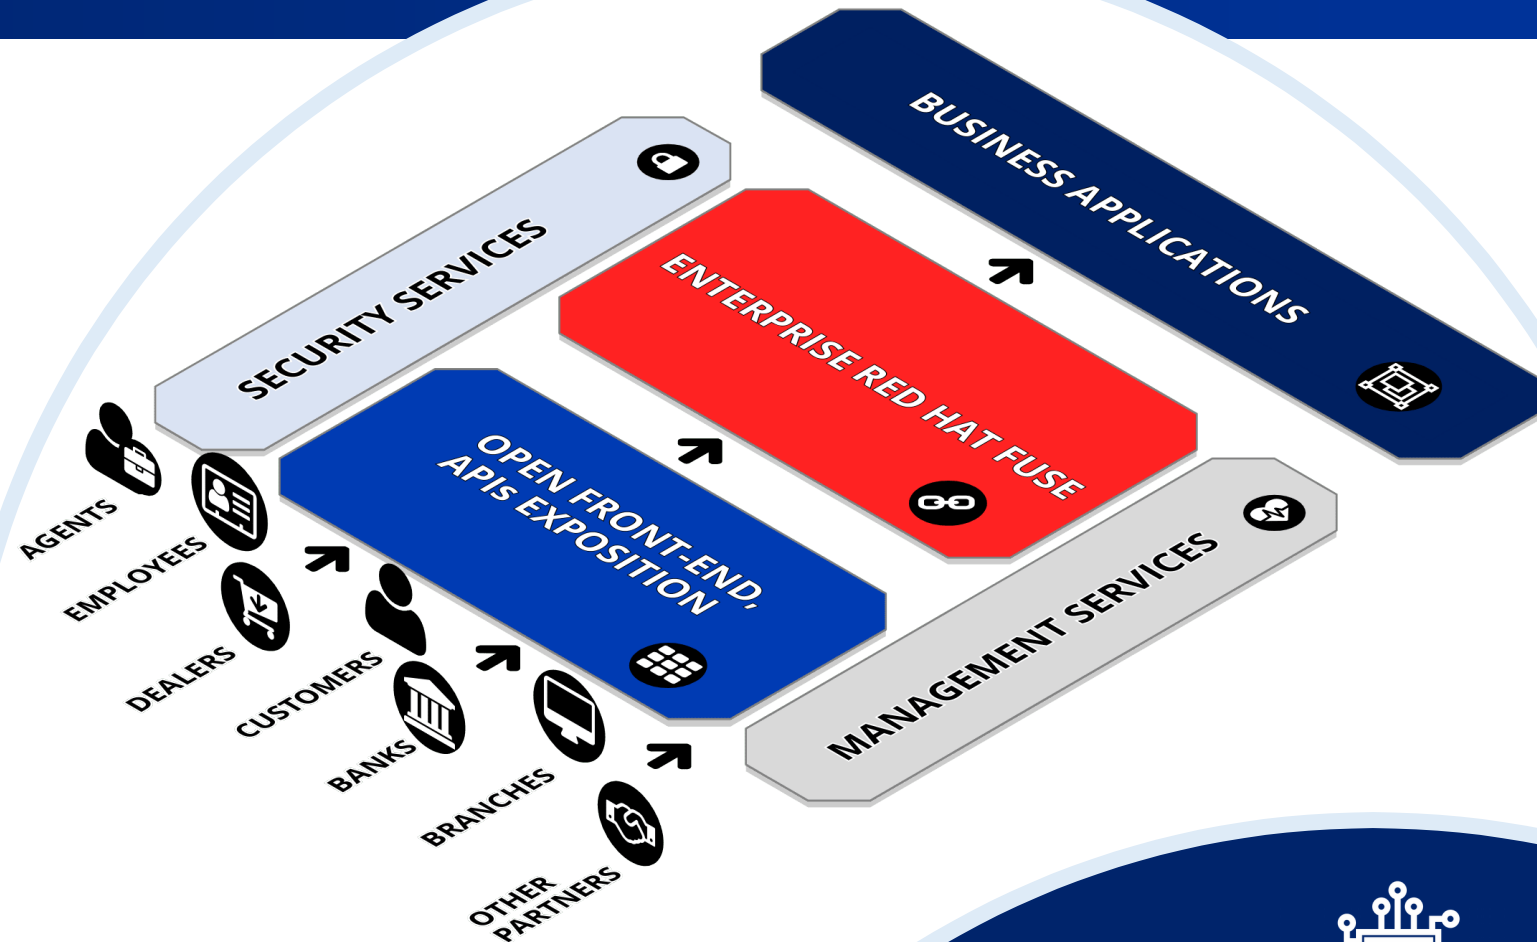 BUSINESS APPLICATIONS
SECURITY SERVICES
ENTERPRISE RED HAT FUSE
OPEN FRONT-END,
APIs EXPOSITION
MANAGEMENT SERVICES
AGENTS
EMPLOYEES
DEALERS
CUSTOMERS
BANKS
BRANCHES
OTHER
PARTNERS